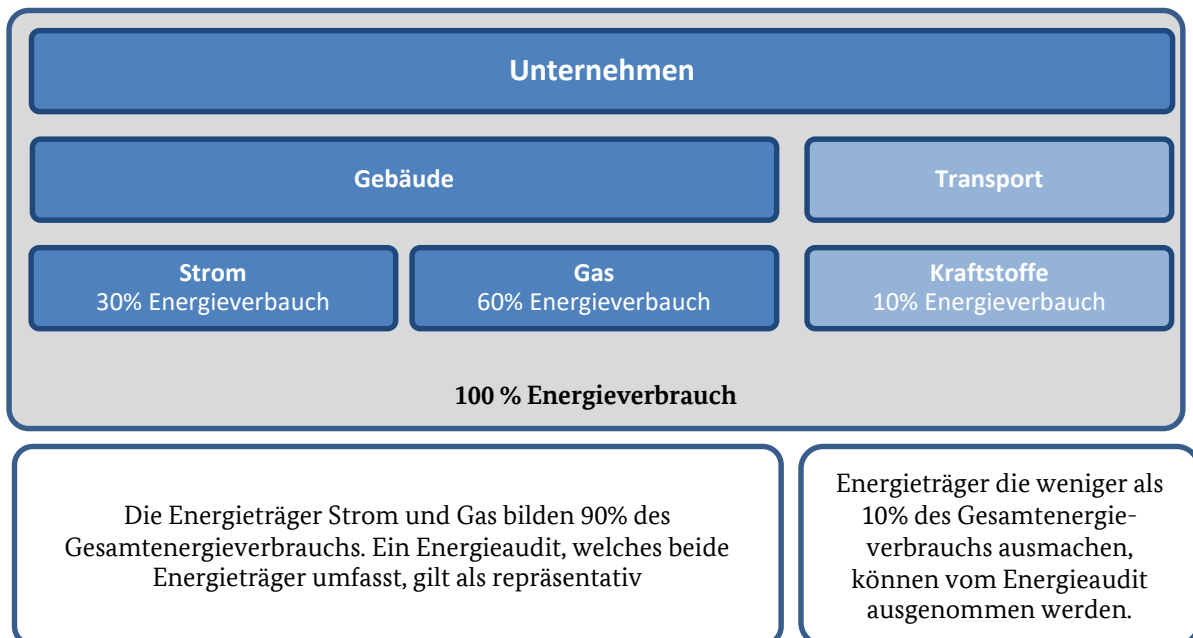 Unternehmen
Gebäude
Transport
Strom
30% Energieverbauch
Gas
60% Energieverbauch
Kraftstoffe
10% Energieverbauch
100 % Energieverbrauch
Die Energieträger Strom und Gas bilden 90% des
Gesamtenergieverbrauchs. Ein Energieaudit, welches beide
Energieträger umfasst, gilt als repräsentativ
Energieträger die weniger als
10% des Gesamtenergie-
verbrauchs ausmachen,
können vom Energieaudit
ausgenommen werden.